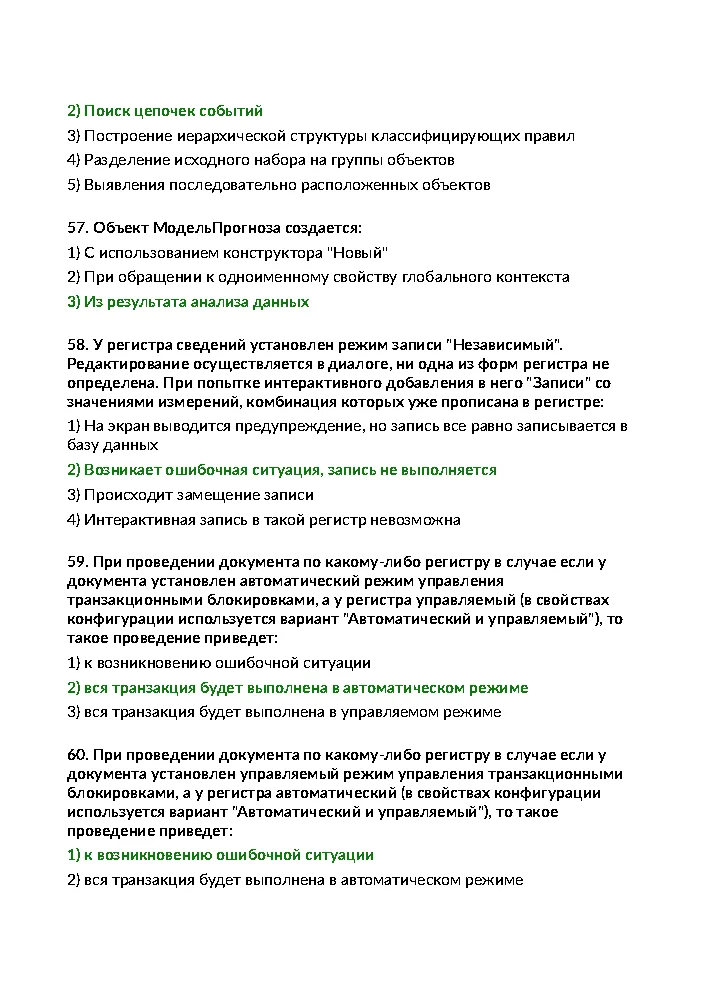 2) Поиск цепочек событий
3) Построение иерархической структуры классифицирующих правил
4) Разделение исходного набора на группы объектов
5) Выявления последовательно расположенных объектов
57. Объект МодельПрогноза создается:
1) С использованием конструктора "Новый"
2) При обращении к одноименному свойству глобального контекста
3) Из результата анализа данных
58. У регистра сведений установлен режим записи "Независимый".
Редактирование осуществляется в диалоге, ни одна из форм регистра не
определена. При попытке интерактивного добавления в него "Записи" со
значениями измерений, комбинация которых уже прописана в регистре:
1) На экран выводится предупреждение, но запись все равно записывается в
базу данных
2) Возникает ошибочная ситуация, запись не выполняется
3) Происходит замещение записи
4) Интерактивная запись в такой регистр невозможна
59. При проведении документа по какому-либо регистру в случае если у
документа установлен автоматический режим управления
транзакционными блокировками, а у регистра управляемый (в свойствах
конфигурации используется вариант "Автоматический и управляемый"), то
такое проведение приведет:
1) к возникновению ошибочной ситуации
2) вся транзакция будет выполнена в автоматическом режиме
3) вся транзакция будет выполнена в управляемом режиме
60. При проведении документа по какому-либо регистру в случае если у
документа установлен управляемый режим управления транзакционными
блокировками, а у регистра автоматический (в свойствах конфигурации
используется вариант "Автоматический и управляемый"), то такое
проведение приведет:
1) к возникновению ошибочной ситуации
2) вся транзакция будет выполнена в автоматическом режиме